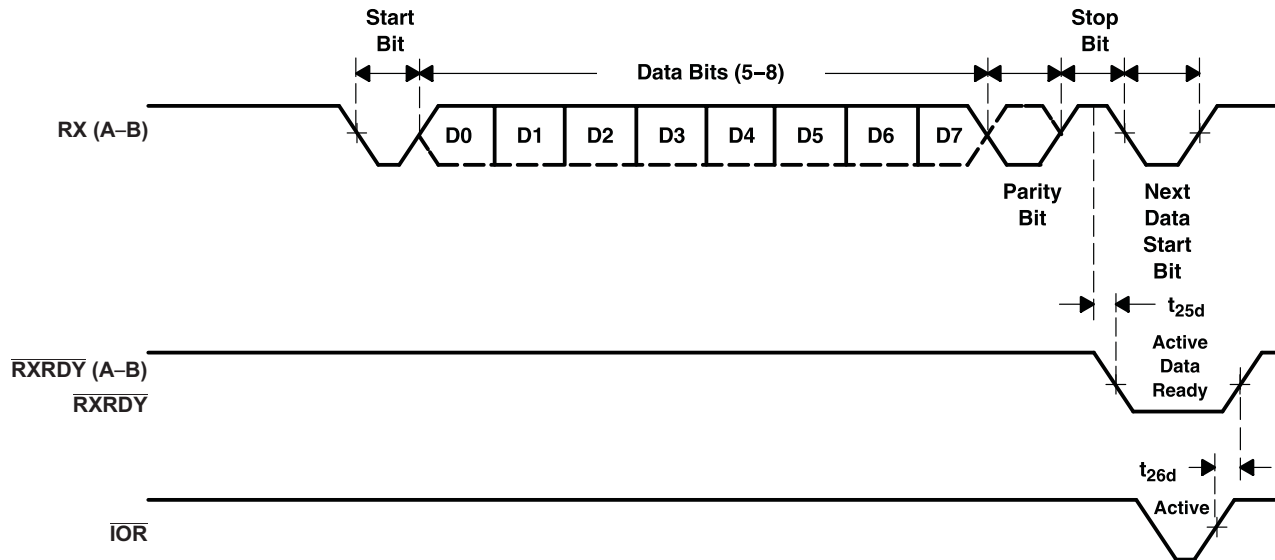 Start
Bit
Stop
Bit
Data Bits (5–8)
RX (A–B)
D0 D1 D2 D3 D4 D5 D6 D7
Parity
Bit
Next
Data
Start
Bit
t25d
RXRDY (A–B)
RXRDY
Active
Data
Ready
t26d
IOR
Active